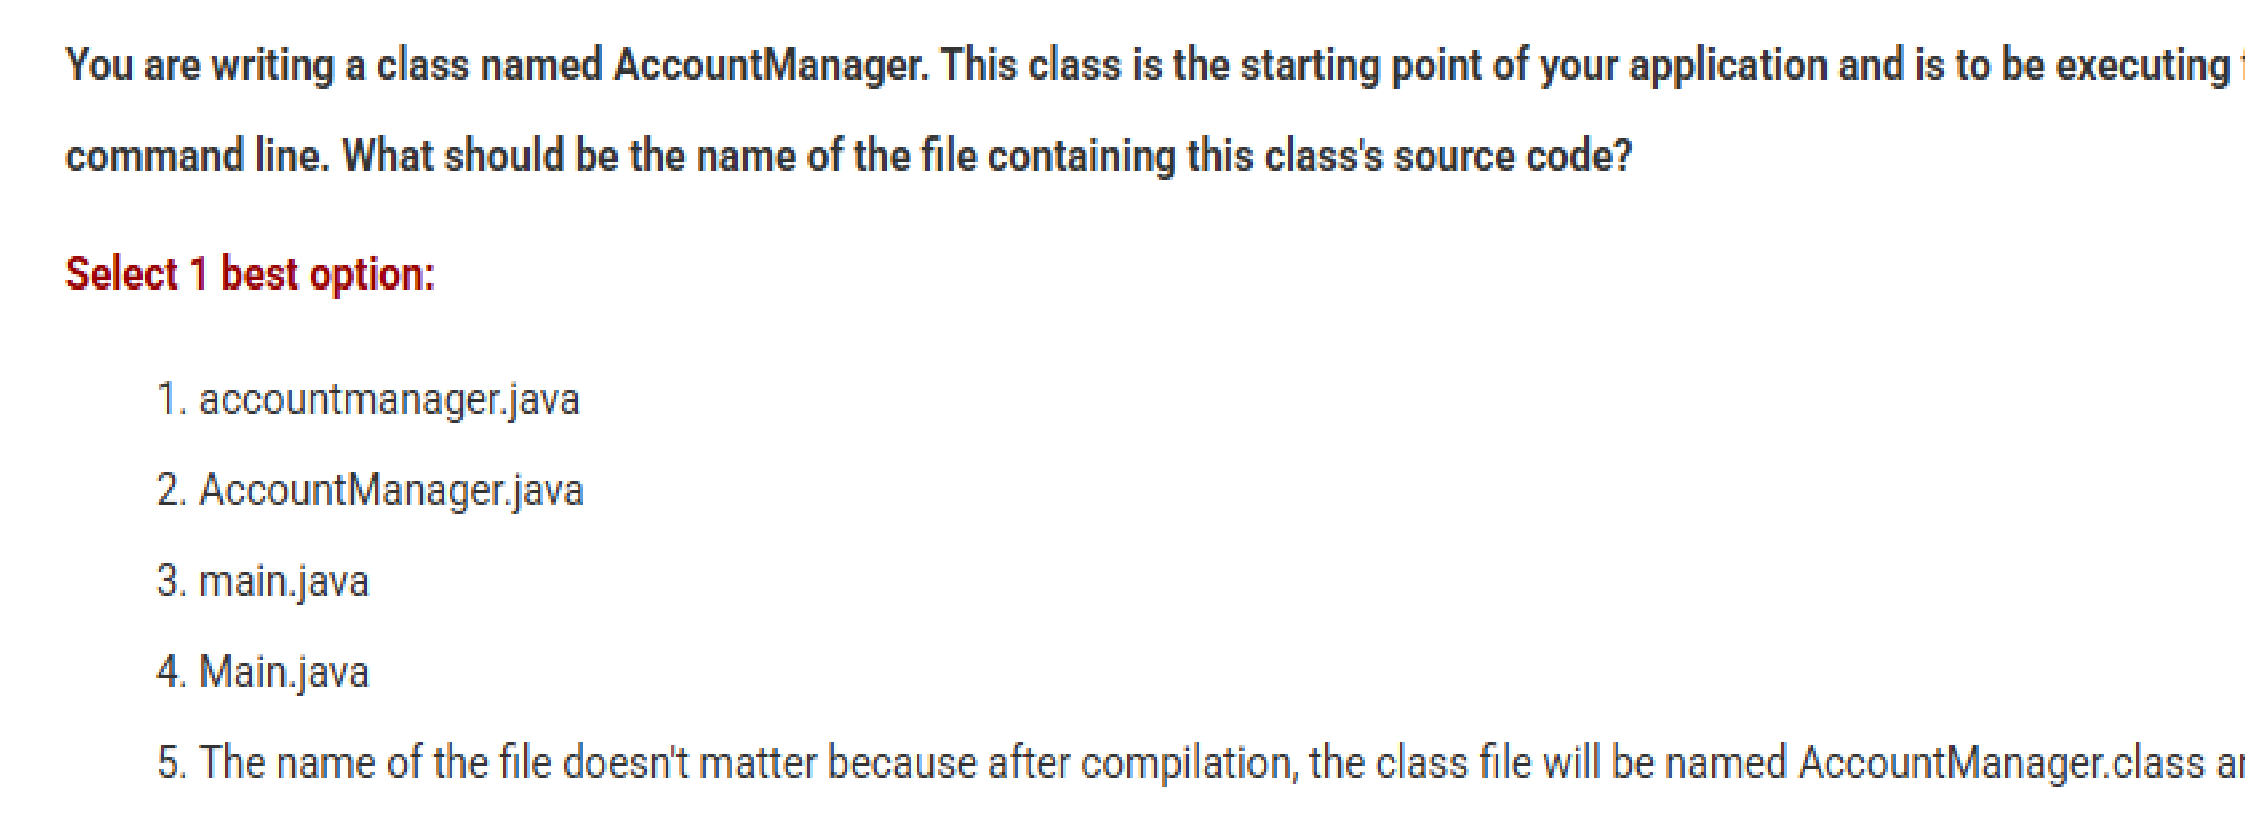 You are writing a class named AccountManager. This class is the starting point of your application and is to be executing
command line. What should be the name of the file containing this class's source code?
Select 1 best option:
1. accountmanager.java
2. AccountManager.java
3. main.java
4. Main.java
5. The name of the file doesn't matter because after compilation, the class file will be named AccountManager.class